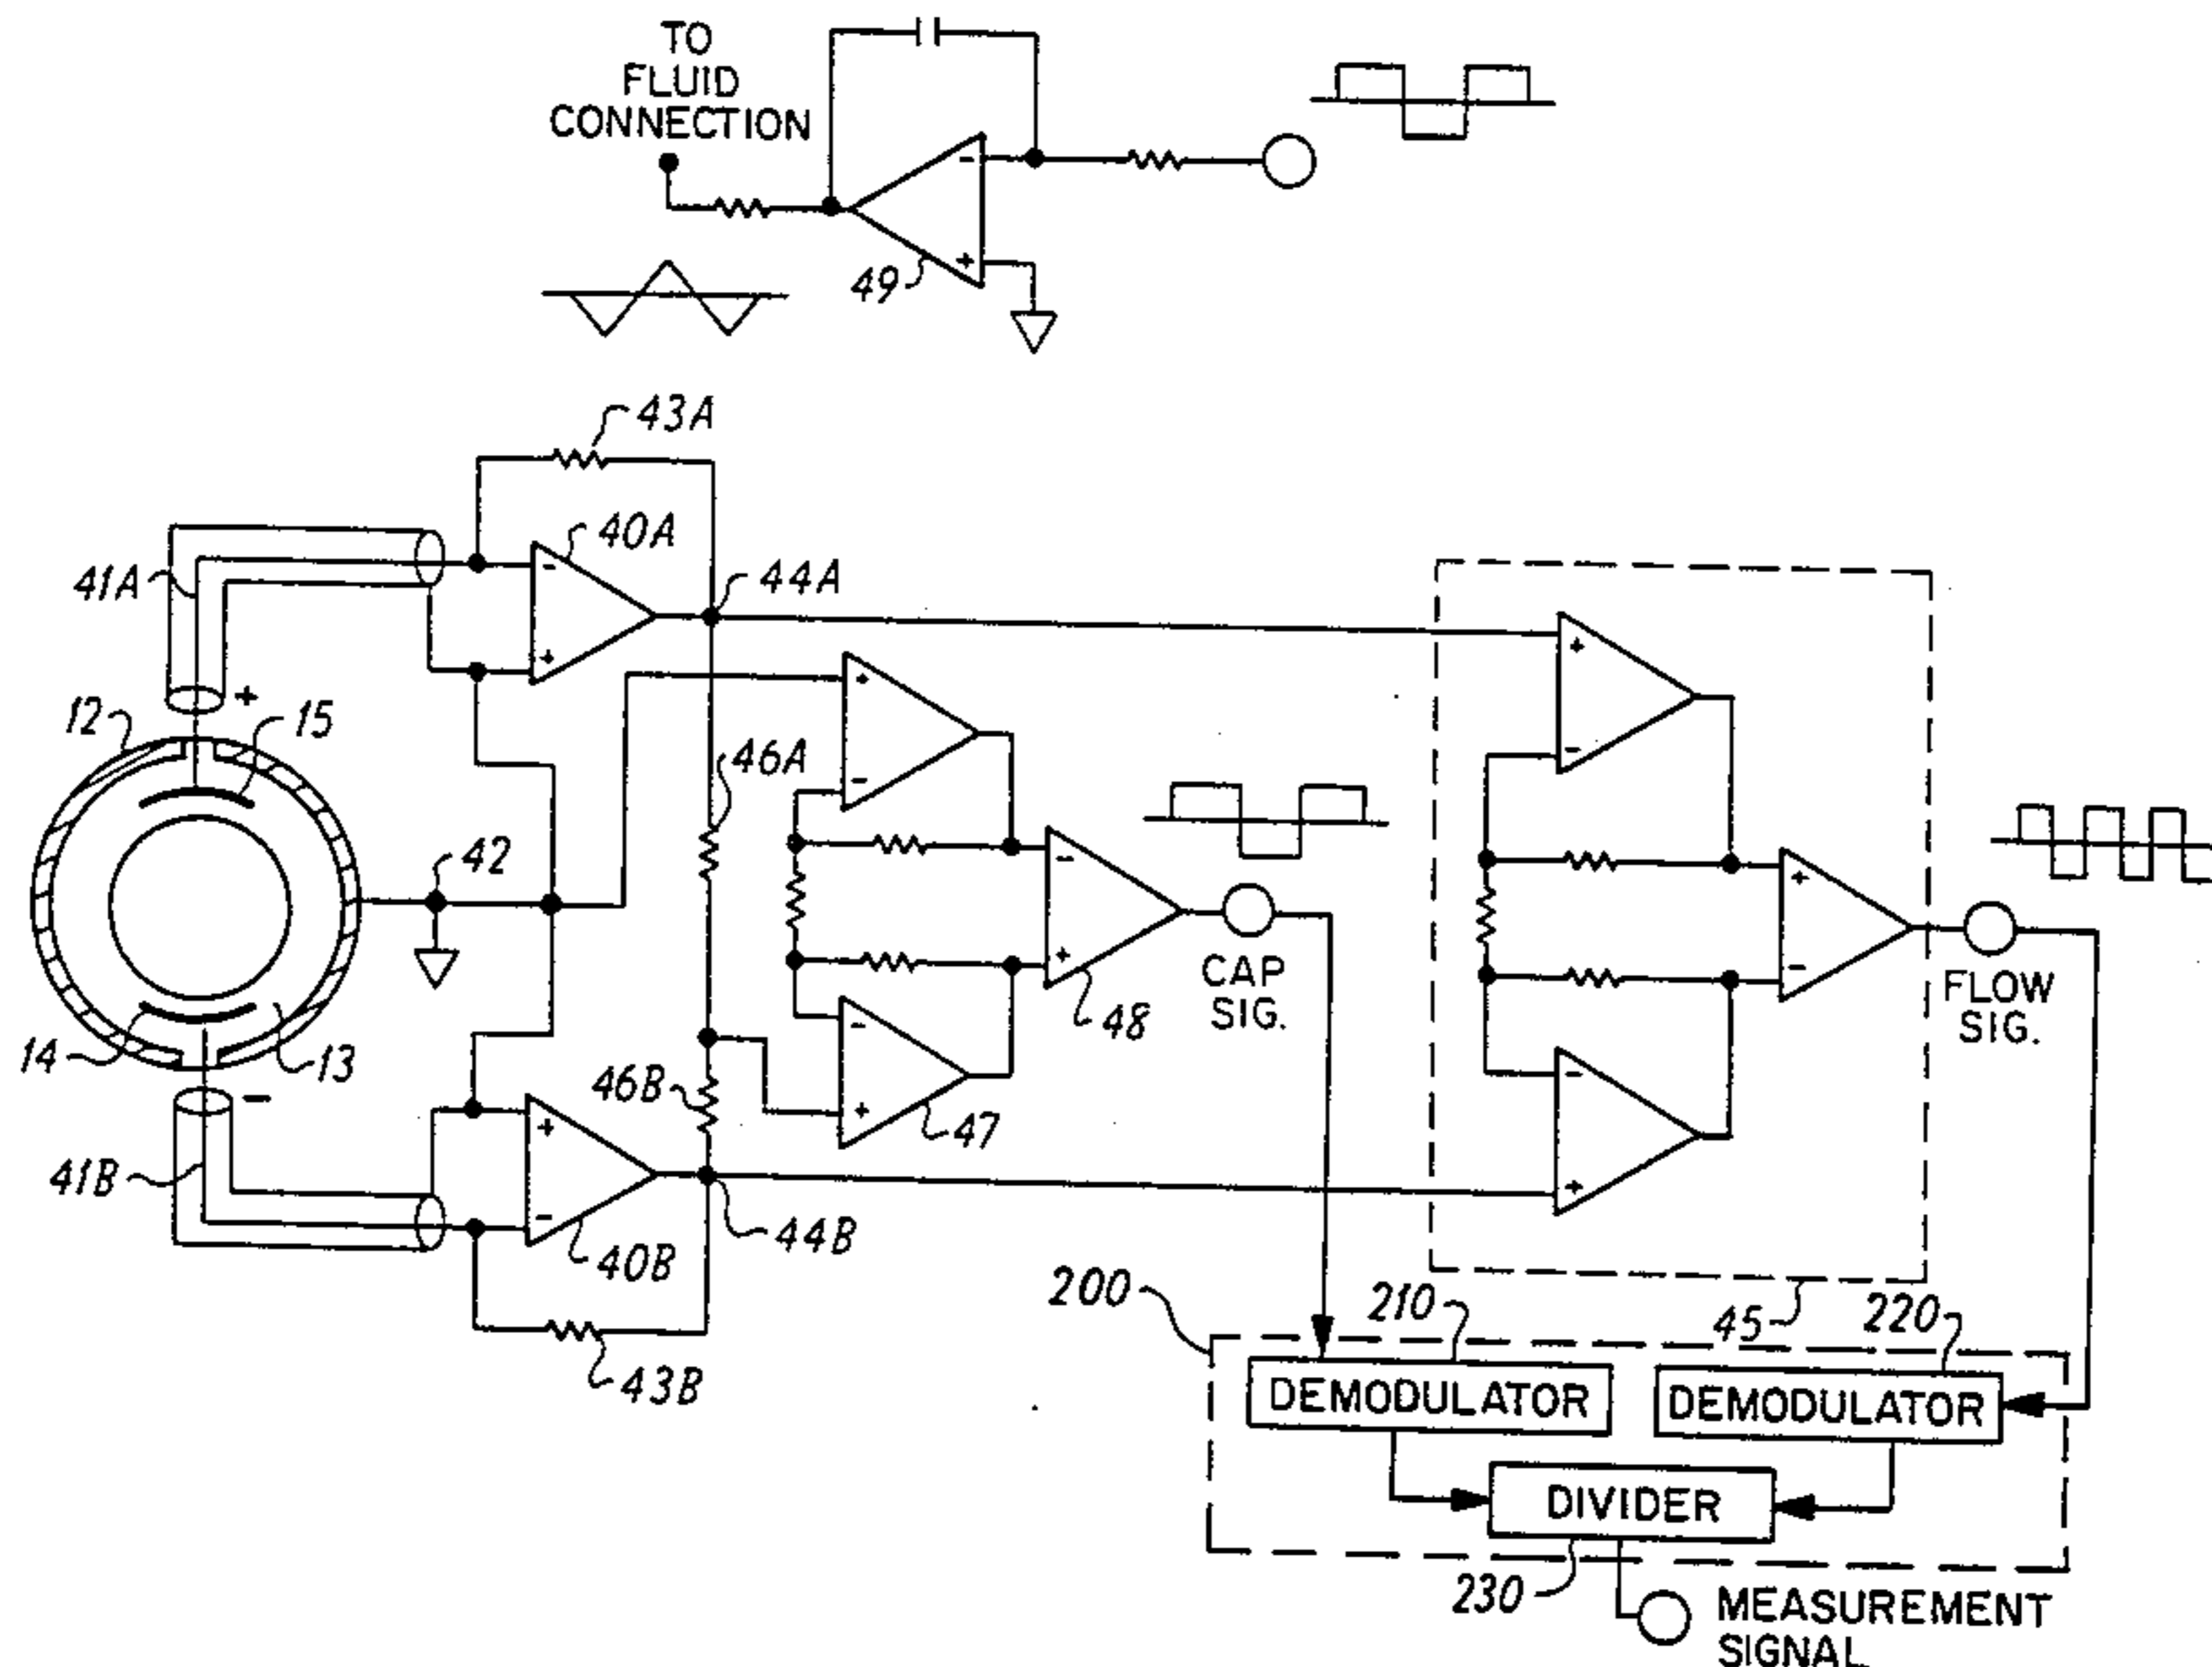 TO
FLUID
CONNECTION
-
+
49
43A
40A
41A
-
44A
+
+
+
12
15
+
-
46A
-
+
-
42
-
+
48
CAP
SIG.
+
-
FLOW
SIG.
14
13
-
46B
-
+
47
-
+
41B
+
-
40B
44B
43B
200
210
45
220
DEMODULATOR
DEMODULATOR
DIVIDER
230
MEASUREMENT
SIGNAL